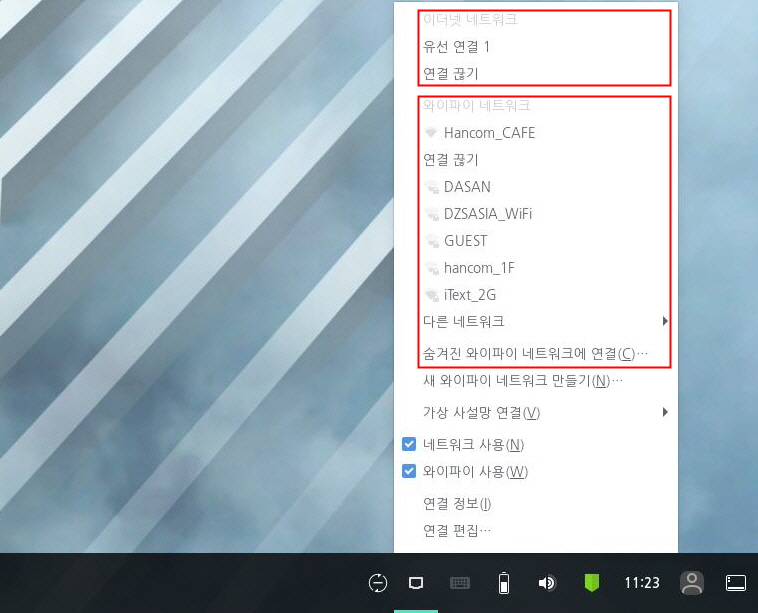 이더넷 네트워크
유선 연결 1
연결 끊기
와이파이 네트워크
Hancom_CAFE
연결 끊기
DASAN
DZSASIA_WiFi
GUEST
hancom_1F
iText_2G
다른 네트워크
숨겨진 와이파이 네트워크에 연결(C)…
새 와이파이 네트워크 만들기(N)…
가상 사설망 연결(V)
네트워크 사용(N)
와이파이 사용(W)
연결 정보(I)
연결 편집…
11:23